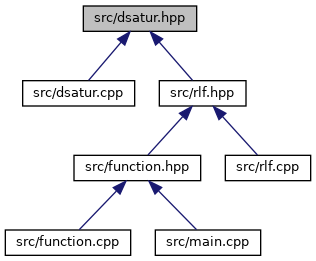 src/dsatur.hpp
src/dsatur.cpp
src/rlf.hpp
src/function.hpp
src/rlf.cpp
src/function.cpp
src/main.cpp